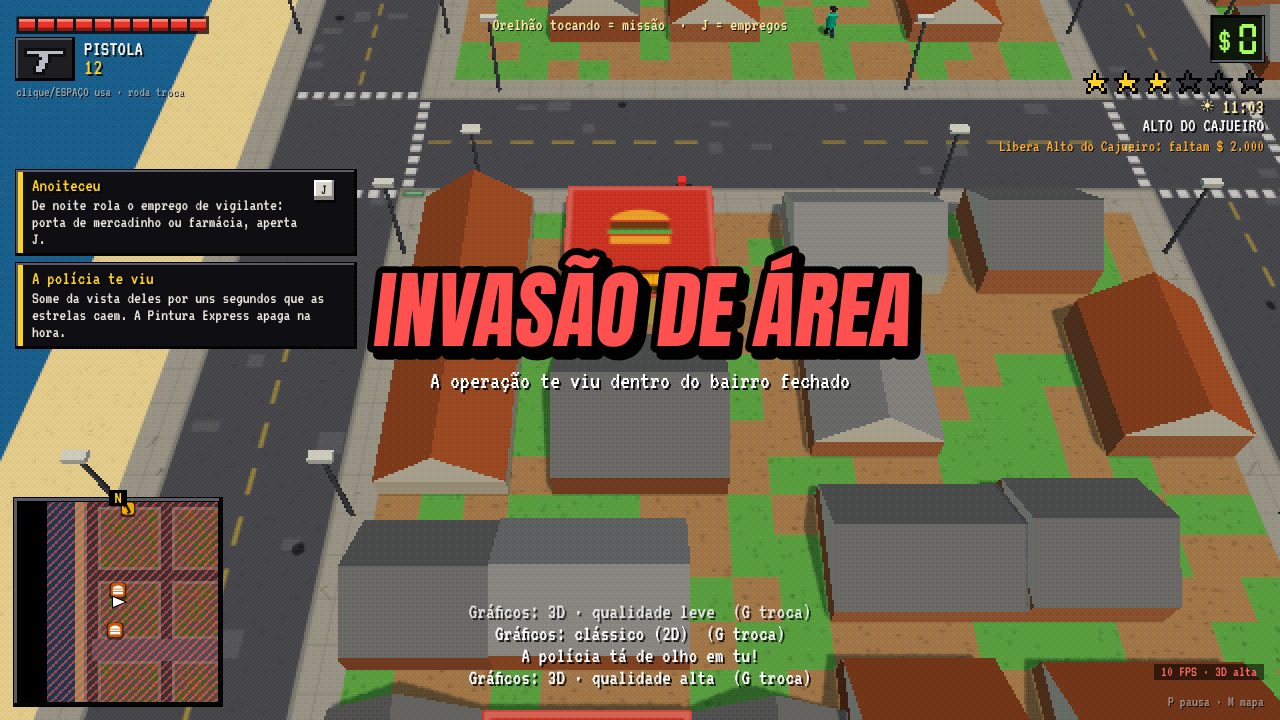 Orelhão tocando = missão · J = empregos
$ 0
PISTOLA
12
clique/ESPAÇO usa · roda troca
11:03
ALTO DO CAJUEIRO
Libera Alto do Cajueiro: faltam $ 2.000
Anoiteceu
J
De noite rola o emprego de vigilante:
porta de mercadinho ou farmácia, aperta
J.
A polícia te viu
Some da vista deles por uns segundos que as
estrelas caem. A Pintura Express apaga na
hora.
INVASÃO DE ÁREA
A operação te viu dentro do bairro fechado
N
Gráficos: 3D · qualidade leve (G troca)
Gráficos: clássico (2D) (G troca)
A polícia tá de olho em tu!
Gráficos: 3D · qualidade alta (G troca)
10 FPS · 3D alta
P pausa · M mapa